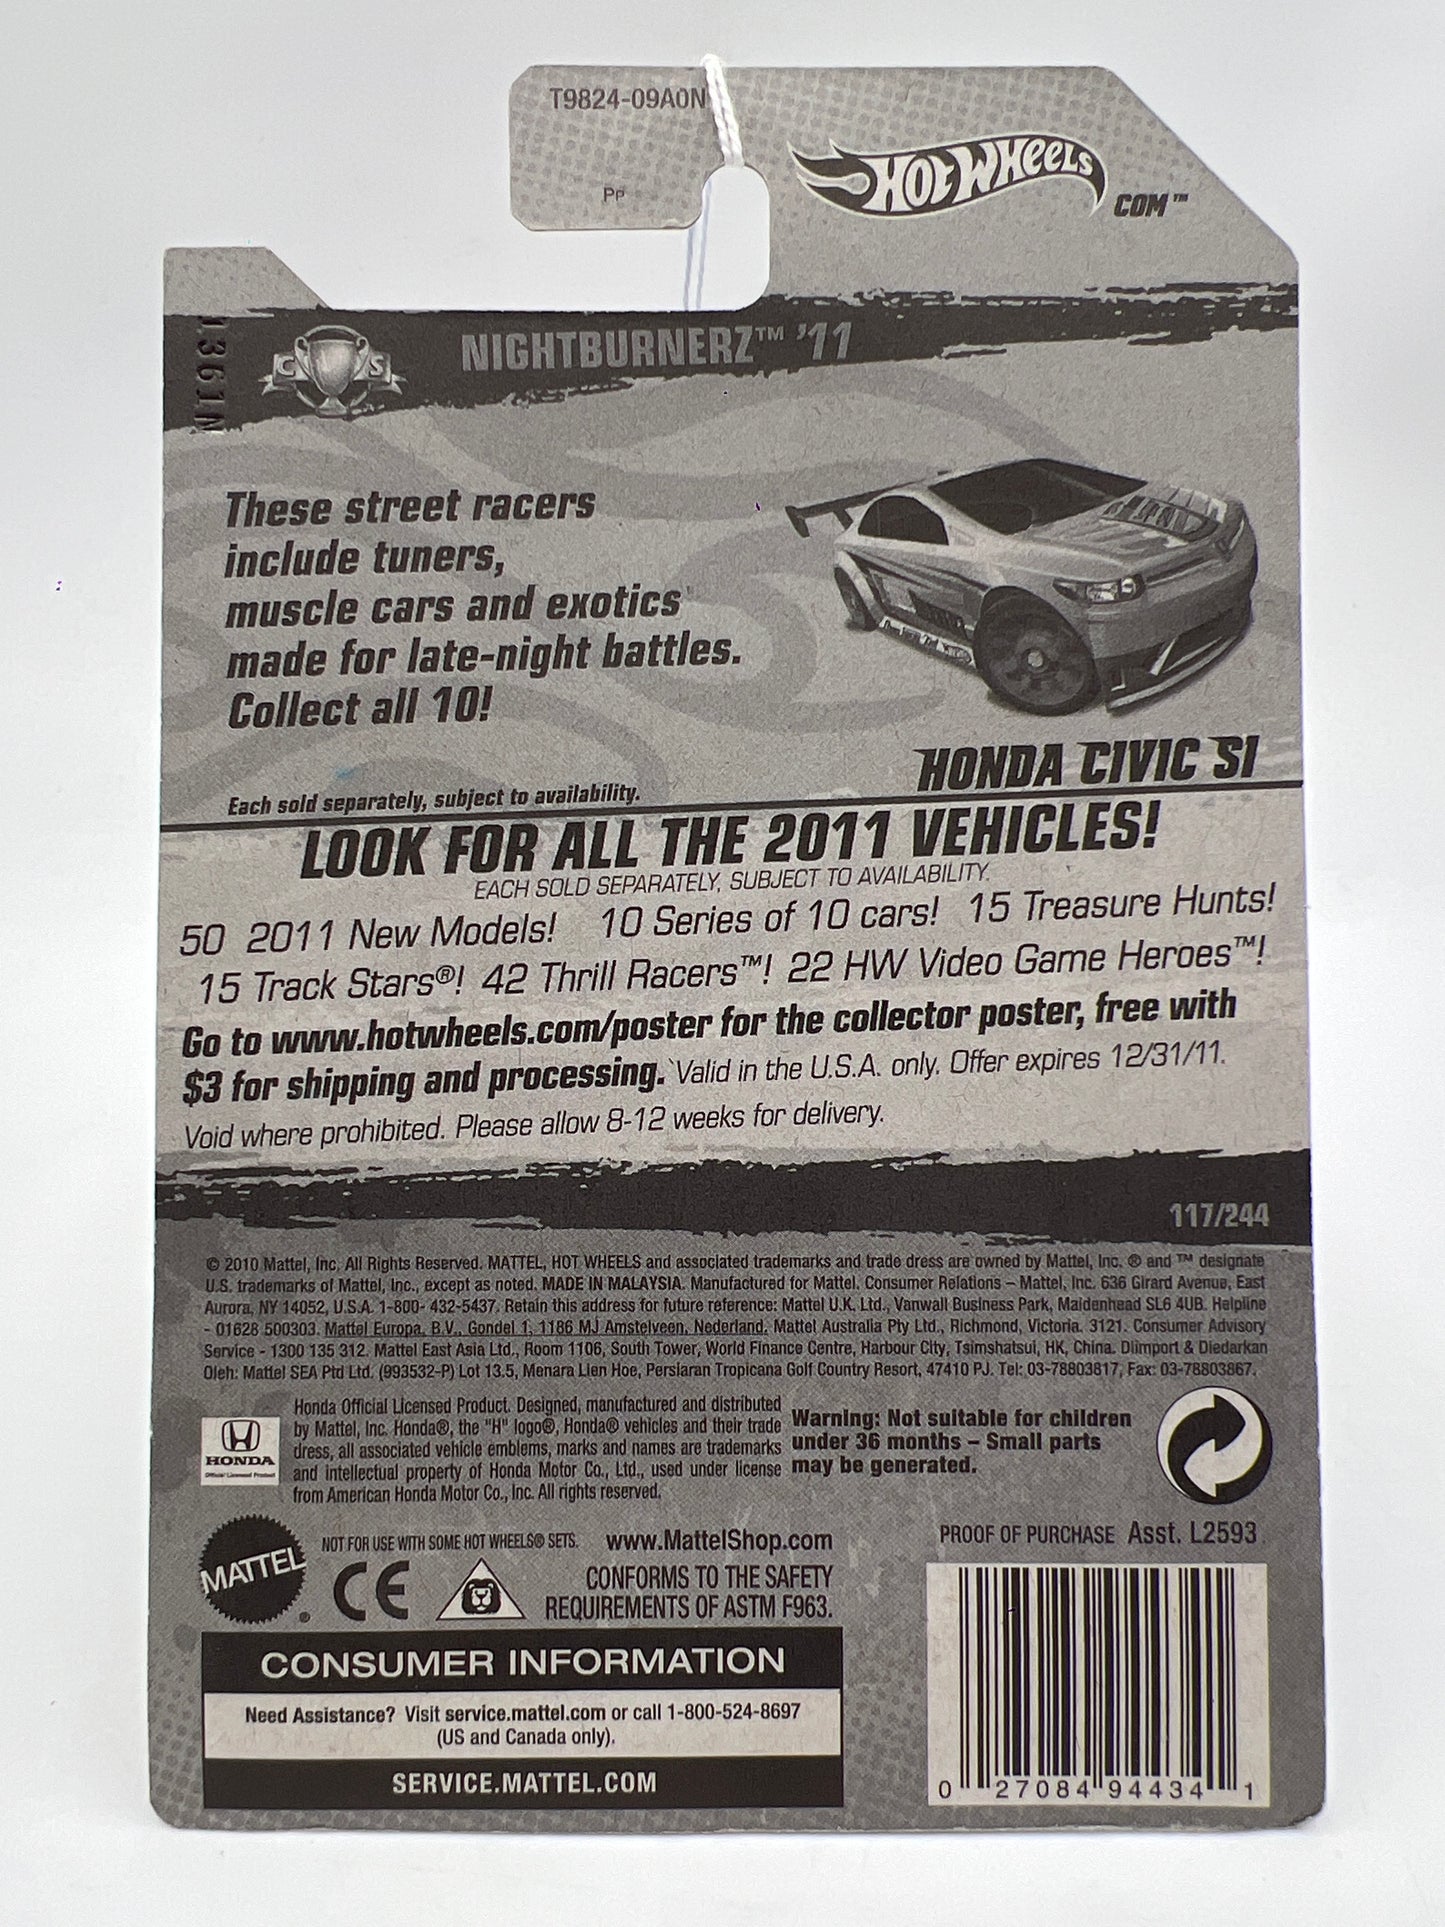 T9824-09A0N
PP
HOT WHEELS
COM™
1361N
C S
NIGHTBURNERZ™ '11
These street racers
include tuners,
muscle cars and exotics
made for late-night battles.
Collect all 10!
HONDA CIVIC SI
Each sold separately, subject to availability.
LOOK FOR ALL THE 2011 VEHICLES!
EACH SOLD SEPARATELY, SUBJECT TO AVAILABILITY.
50 2011 New Models! 10 Series of 10 cars! 15 Treasure Hunts!
15 Track Stars®! 42 Thrill Racers™! 22 HW Video Game Heroes™!
Go to www.hotwheels.com/poster for the collector poster, free with
$3 for shipping and processing. Valid in the U.S.A. only. Offer expires 12/31/11.
Void where prohibited. Please allow 8-12 weeks for delivery.
117/244
© 2010 Mattel, Inc. All Rights Reserved. MATTEL, HOT WHEELS and associated trademarks and trade dress are owned by Mattel, Inc. ® and ™ designate
U.S. trademarks of Mattel, Inc., except as noted. MADE IN MALAYSIA. Manufactured for Mattel. Consumer Relations – Mattel, Inc. 636 Girard Avenue, East
Aurora, NY 14052, U.S.A. 1-800- 432-5437. Retain this address for future reference: Mattel U.K. Ltd., Vanwall Business Park, Maidenhead SL6 4UB. Helpline
- 01628 500303. Mattel Europa, B.V., Gondel 1, 1186 MJ Amstelveen, Nederland. Mattel Australia Pty Ltd., Richmond, Victoria. 3121. Consumer Advisory
Service - 1300 135 312. Mattel East Asia Ltd., Room 1106, South Tower, World Finance Centre, Harbour City, Tsimshatsui, HK, China. Diimport & Diedarkan
Oleh: Mattel SEA Ptd Ltd. (993532-P) Lot 13.5, Menara Lien Hoe, Persiaran Tropicana Golf Country Resort, 47410 PJ. Tel: 03-78803817, Fax: 03-78803867.
HONDA
Official Licensed Product
Honda Official Licensed Product. Designed, manufactured and distributed
by Mattel, Inc. Honda®, the "H" logo®, Honda® vehicles and their trade
dress, all associated vehicle emblems, marks and names are trademarks
and intellectual property of Honda Motor Co., Ltd., used under license
from American Honda Motor Co., Inc. All rights reserved.
Warning: Not suitable for children
under 36 months – Small parts
may be generated.
MATTEL
NOT FOR USE WITH SOME HOT WHEELS® SETS. www.MattelShop.com
CE
CONFORMS TO THE SAFETY
REQUIREMENTS OF ASTM F963.
PROOF OF PURCHASE Asst. L2593
CONSUMER INFORMATION
Need Assistance? Visit service.mattel.com or call 1-800-524-8697
(US and Canada only).
SERVICE.MATTEL.COM
0 27084 94434 1